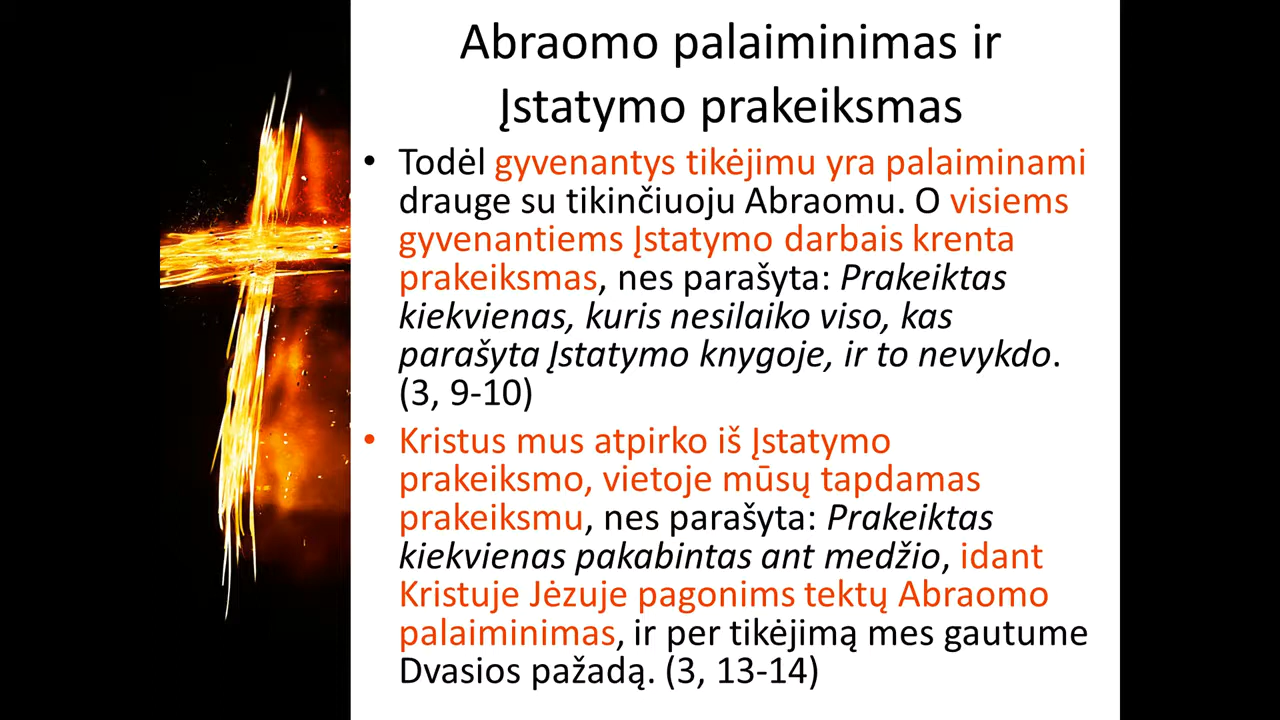 Abraomo palaiminimas ir
Įstatymo prakeiksmas
• Todėl gyvenantys tikėjimu yra palaiminami
drauge su tikinčiuoju Abraomu. O visiems
gyvenantiems Įstatymo darbais krenta
prakeiksmas, nes parašyta: Prakeiktas
kiekvienas, kuris nesilaiko viso, kas
parašyta Įstatymo knygoje, ir to nevykdo.
(3, 9-10)
• Kristus mus atpirko iš Įstatymo
prakeiksmo, vietoje mūsų tapdamas
prakeiksmu, nes parašyta: Prakeiktas
kiekvienas pakabintas ant medžio, idant
Kristuje Jėzuje pagonims tektų Abraomo
palaiminimas, ir per tikėjimą mes gautume
Dvasios pažadą. (3, 13-14)